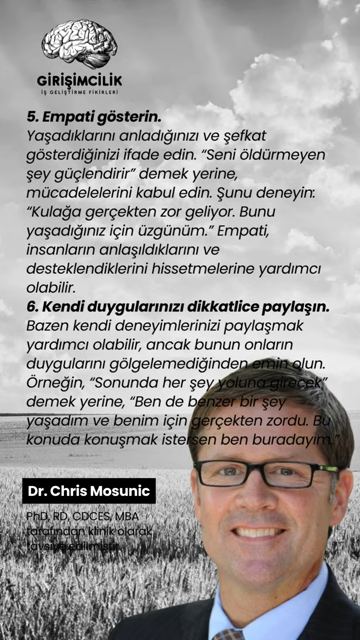 GİRİŞİMCİLİK
İŞ GELİŞTİRME FİKİRLERİ
5. Empati gösterin.
Yaşadıklarını anladığınızı ve şefkat
gösterdiğinizi ifade edin. “Seni öldürmeyen
şey güçlendirir” demek yerine,
mücadelelerini kabul edin. Şunu deneyin:
“Kulağa gerçekten zor geliyor. Bunu
yaşadığınız için üzgünüm.” Empati,
insanların anlaşıldıklarını ve
desteklendiklerini hissetmelerine yardımcı
olabilir.
6. Kendi duygularınızı dikkatlice paylaşın.
Bazen kendi deneyimlerinizi paylaşmak
yardımcı olabilir, ancak bunun onların
duygularını gölgelemediğinden emin olun.
Örneğin, “Sonunda her şey yoluna girecek”
demek yerine, “Ben de benzer bir şey
yaşadım ve benim için gerçekten zordu. Bu
konuda konuşmak istersen ben buradayım.”
Dr. Chris Mosunic
PhD, RD, CDCES, MBA
tarafından klinik olarak
tavsiye edilmiştir.